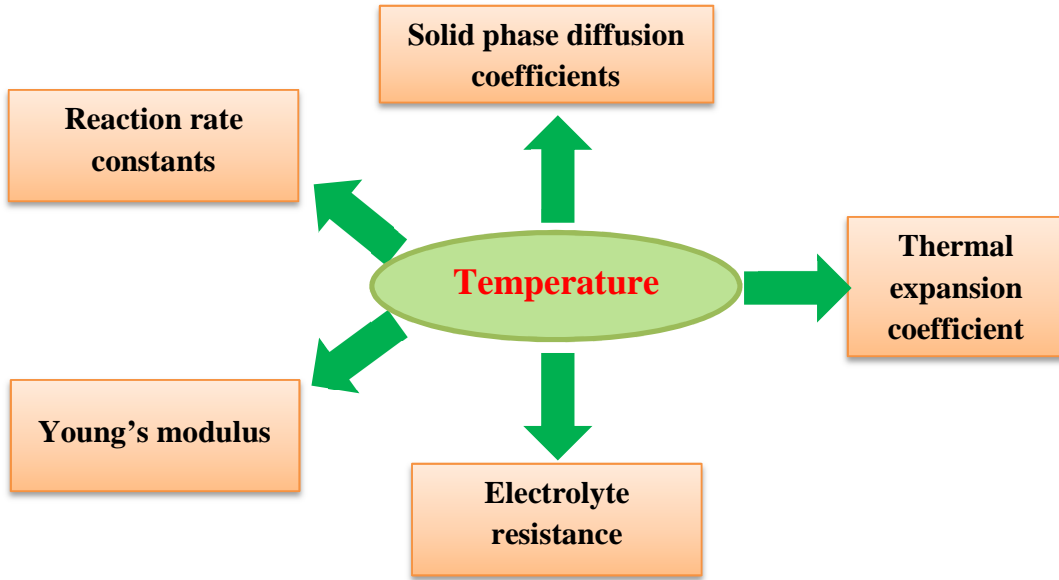 Solid phase diffusion
coefficients
Reaction rate
constants
Thermal
expansion
coefficient
Temperature
Young’s modulus
Electrolyte
resistance